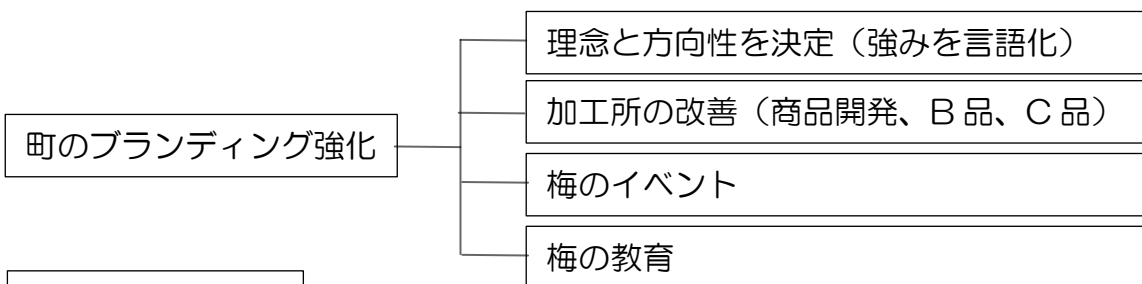 理念と方向性を決定（強みを言語化）
加工所の改善（商品開発、B 品、C 品）
町のブランディング強化
梅のイベント
梅の教育